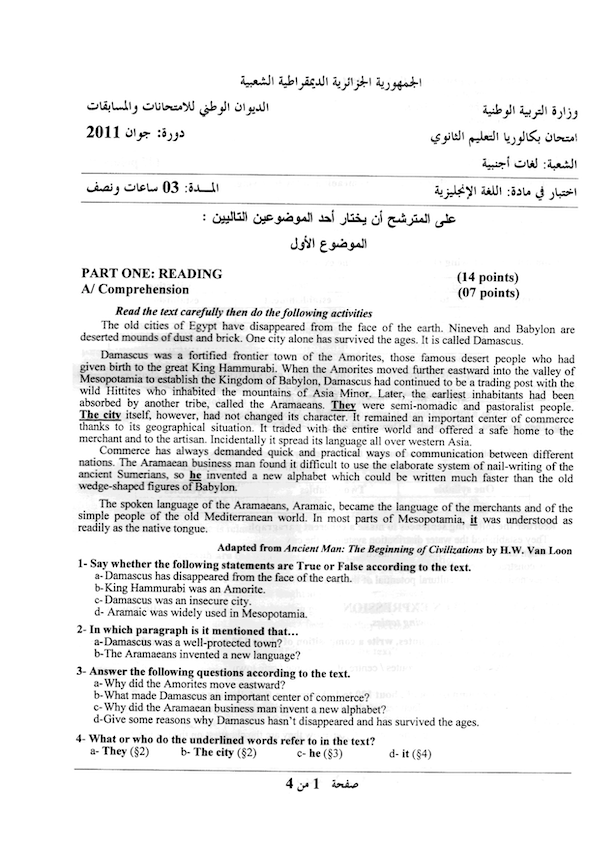 الجمهورية الجزائرية الديمقراطية الشعبية
وزارة التربية الوطنية الديوان الوطني للامتحانات والمسابقات
امتحان بكالوريا التعليم الثانوي دورة: جوان 2011
الشعبة: لغات أجنبية
اختبار في مادة: اللغة الإنجليزية المـدة: 03 ساعات ونصف
على المترشح أن يختار أحد الموضوعين التاليين :
الموضوع الأول
PART ONE: READING (14 points)
A/ Comprehension (07 points)
Read the text carefully then do the following activities
The old cities of Egypt have disappeared from the face of the earth. Nineveh and Babylon are
deserted mounds of dust and brick. One city alone has survived the ages. It is called Damascus.
Damascus was a fortified frontier town of the Amorites, those famous desert people who had
given birth to the great King Hammurabi. When the Amorites moved further eastward into the valley of
Mesopotamia to establish the Kingdom of Babylon, Damascus had continued to be a trading post with the
wild Hittites who inhabited the mountains of Asia Minor. Later, the earliest inhabitants had been
absorbed by another tribe, called the Aramaeans. They were semi-nomadic and pastoralist people.
The city itself, however, had not changed its character. It remained an important center of commerce
thanks to its geographical situation. It traded with the entire world and offered a safe home to the
merchant and to the artisan. Incidentally it spread its language all over western Asia.
Commerce has always demanded quick and practical ways of communication between different
nations. The Aramaean business man found it difficult to use the elaborate system of nail-writing of the
ancient Sumerians, so he invented a new alphabet which could be written much faster than the old
wedge-shaped figures of Babylon.
The spoken language of the Aramaeans, Aramaic, became the language of the merchants and of the
simple people of the old Mediterranean world. In most parts of Mesopotamia, it was understood as
readily as the native tongue.
Adapted from Ancient Man: The Beginning of Civilizations by H.W. Van Loon
1- Say whether the following statements are True or False according to the text.
a- Damascus has disappeared from the face of the earth.
b- King Hammurabi was an Amorite.
c- Damascus was an insecure city.
d- Aramaic was widely used in Mesopotamia.
2- In which paragraph is it mentioned that...
a- Damascus was a well-protected town?
b- The Aramaeans invented a new language?
3- Answer the following questions according to the text.
a- Why did the Amorites move eastward?
b- What made Damascus an important center of commerce?
c- Why did the Aramaean business man invent a new alphabet?
d- Give some reasons why Damascus hasn't disappeared and has survived the ages.
4- What or who do the underlined words refer to in the text?
a- They (§2) b- The city (§2) c- he (§3) d- it (§4)
صفحة 1 من 4